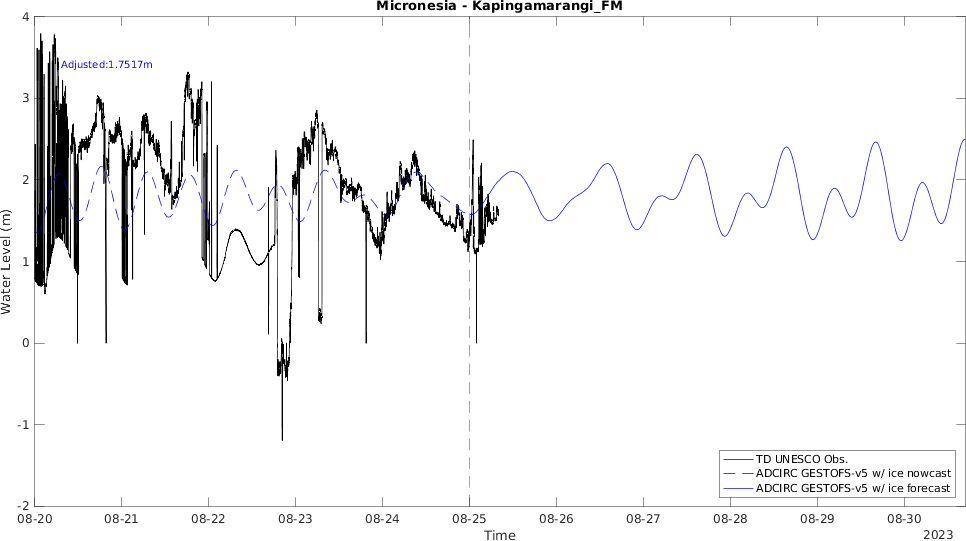 Micronesia - Kapingamarangi_FM
Adjusted:1.7517m
4
3
2
1
0
-1
-2
Water Level (m)
08-20 08-21 08-22 08-23 08-24 08-25 08-26 08-27 08-28 08-29 08-30
Time
2023
TD UNESCO Obs.
ADCIRC GESTOFS-v5 w/ ice nowcast
ADCIRC GESTOFS-v5 w/ ice forecast